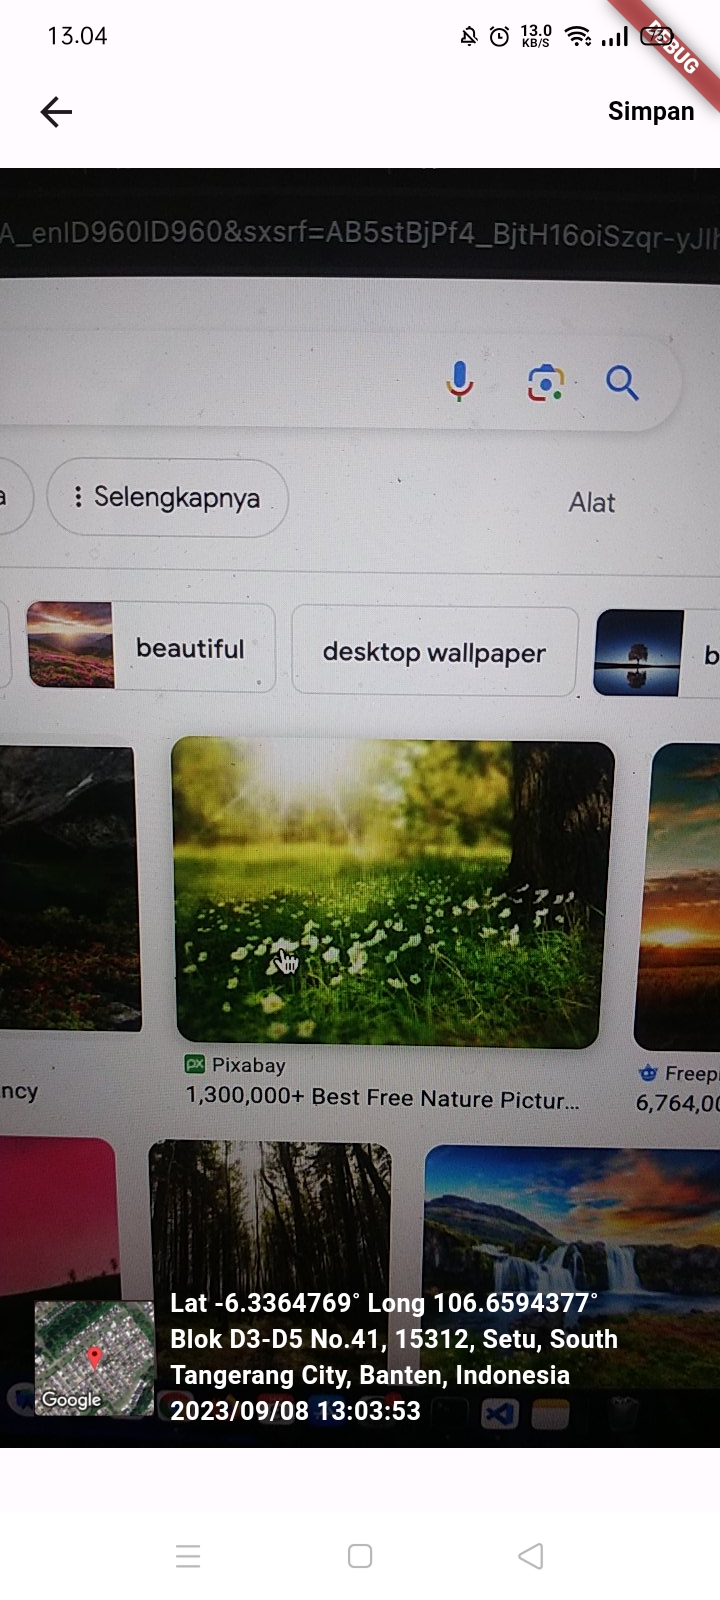 13.04
13.0
KB/S
DEBUG
Simpan
A_enID960ID960&sxsrf=AB5stBjPf4_BjtH16oiSzqr-yJIh
a
Selengkapnya
Alat
beautiful
desktop wallpaper
b
Pixabay
Freep
ncy
1,300,000+ Best Free Nature Pictur...
6,764,00
Lat -6.3364769° Long 106.6594377°
Blok D3-D5 No.41, 15312, Setu, South
Tangerang City, Banten, Indonesia
2023/09/08 13:03:53
Google